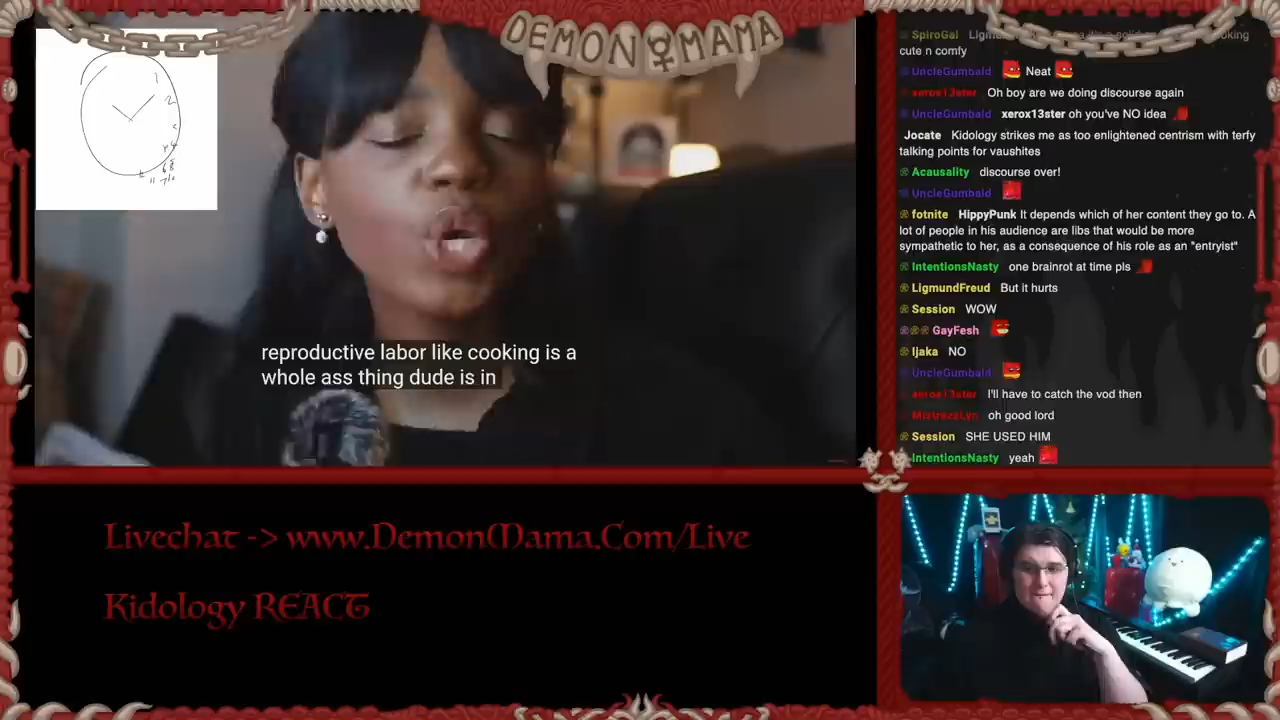 DEMON MAMA
1
2
reproductive labor like cooking is a
whole ass thing dude is in
SpiroGal
cute n comfy
UncleGumbald Neat
xerox13ster Oh boy are we doing discourse again
UncleGumbald xerox13ster oh you've NO idea
Jocate Kidology strikes me as too enlightened centrism with terfy
talking points for vaushites
Acausality discourse over!
UncleGumbald
fotnite HippyPunk It depends which of her content they go to. A
lot of people in his audience are libs that would be more
sympathetic to her, as a consequence of his role as an "entryist"
IntentionsNasty one brainrot at time pls
LigmundFreud But it hurts
Session WOW
GayFesh
Ijaka NO
UncleGumbald
xerox13ster I'll have to catch the vod then
MistressLyn oh good lord
Session SHE USED HIM
IntentionsNasty yeah
Livechat -> www.DemonMama.Com/Live
Kidology REACT